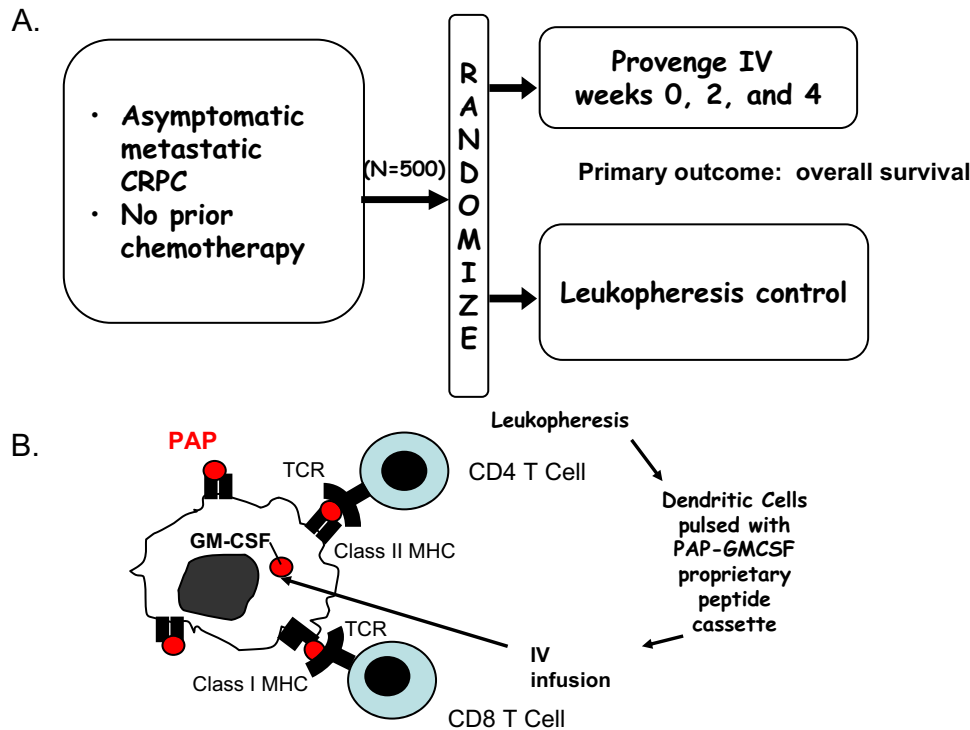 A.
• Asymptomatic
metastatic
CRPC
• No prior
chemotherapy
(N=500)
R
A
N
D
O
M
I
Z
E
Provenge IV
weeks 0, 2, and 4
Primary outcome: overall survival
Leukopheresis control
B.
PAP
TCR
CD4 T Cell
Class II MHC
GM-CSF
TCR
Class I MHC
CD8 T Cell
Leukopheresis
Dendritic Cells
pulsed with
PAP-GMCSF
proprietary
peptide
cassette
IV
infusion